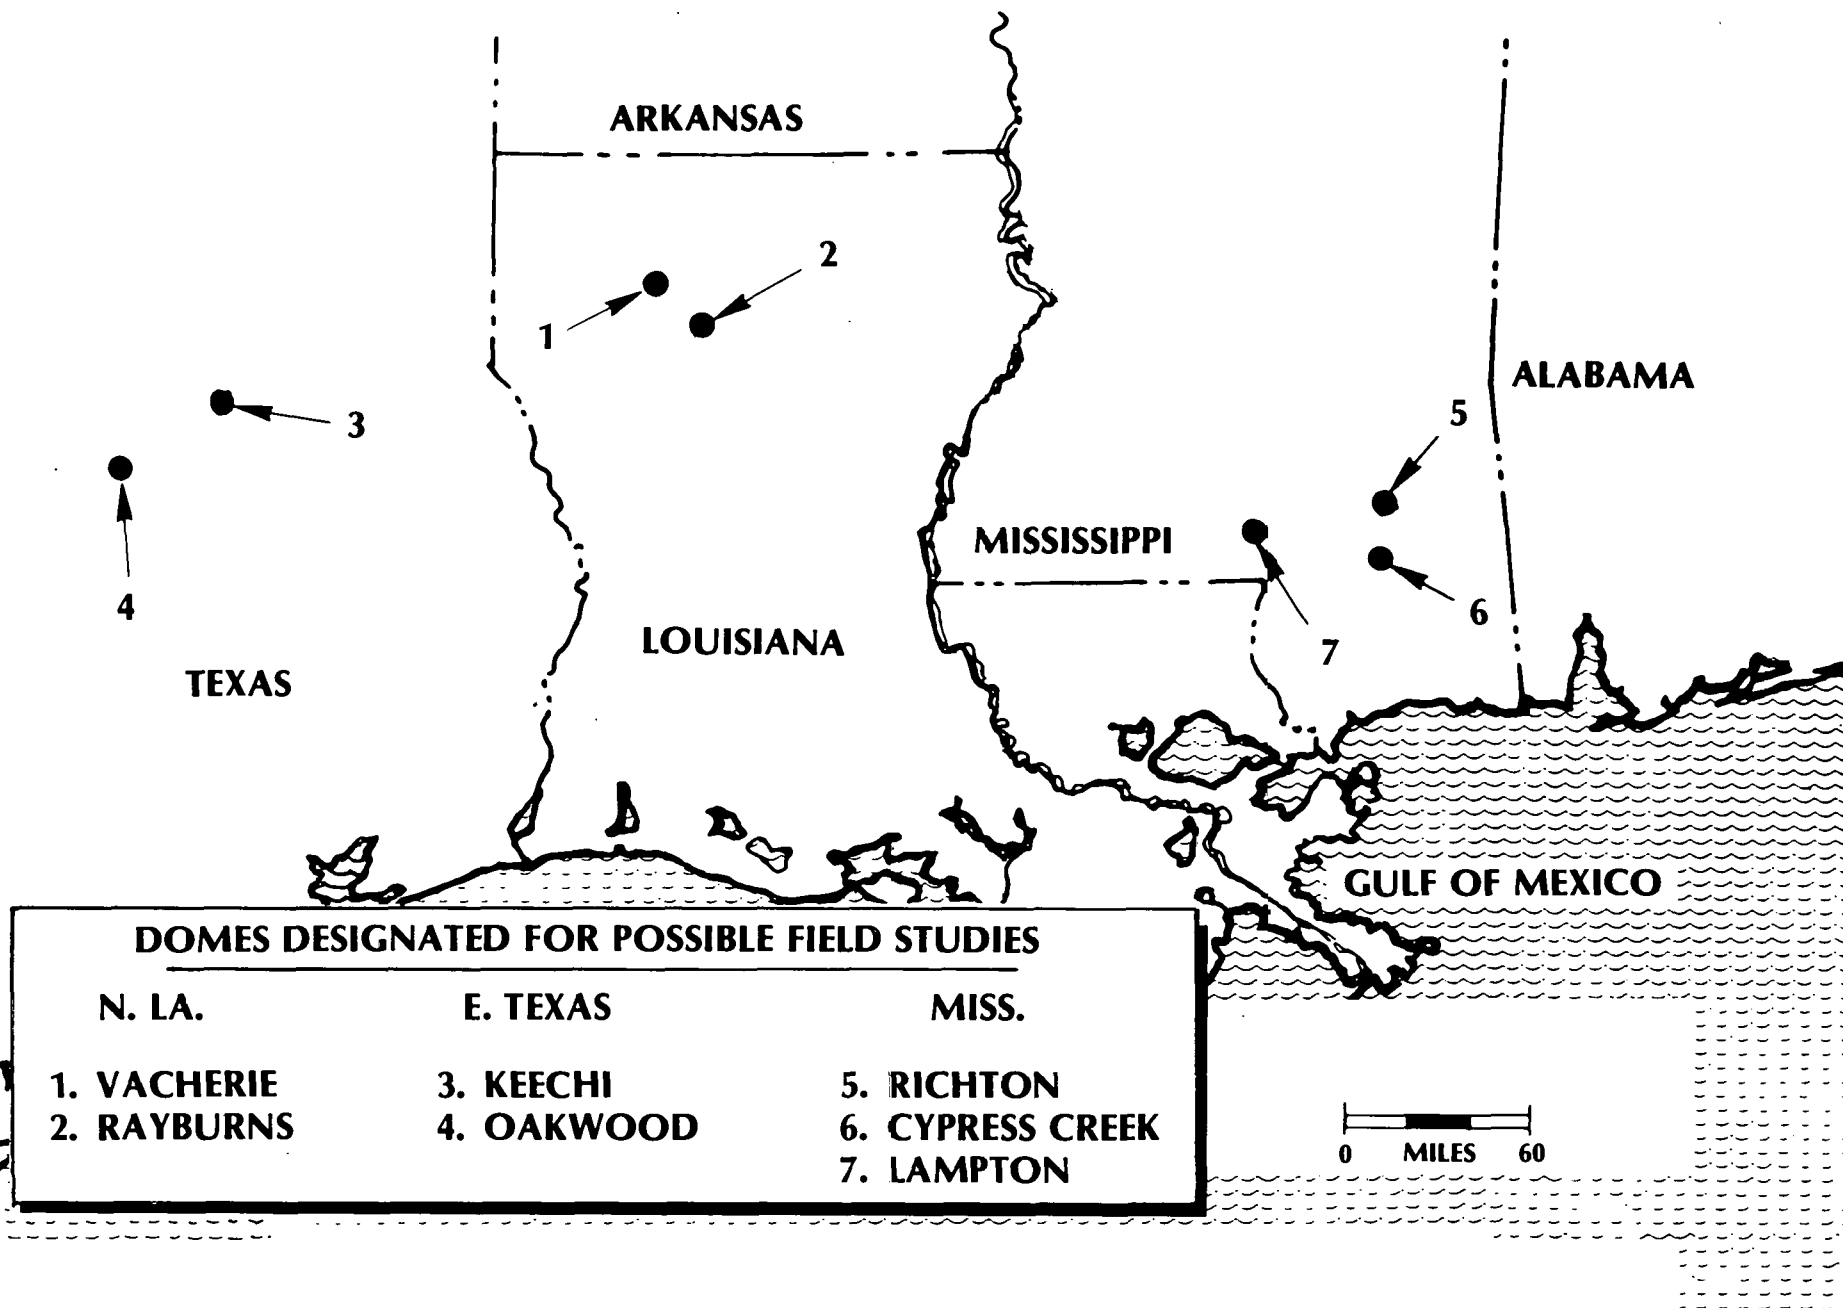 ARKANSAS
2
1
ALABAMA
5
3
MISSISSIPPI
4
6
LOUISIANA
7
TEXAS
GULF OF MEXICO
DOMES DESIGNATED FOR POSSIBLE FIELD STUDIES
N. LA. E. TEXAS MISS.
1. VACHERIE 3. KEECHI 5. RICHTON
2. RAYBURNS 4. OAKWOOD 6. CYPRESS CREEK
7. LAMPTON
0 MILES 60